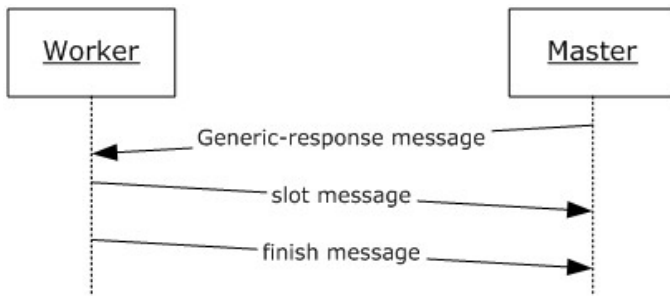 Worker
Master
Generic-response message
slot message
finish message